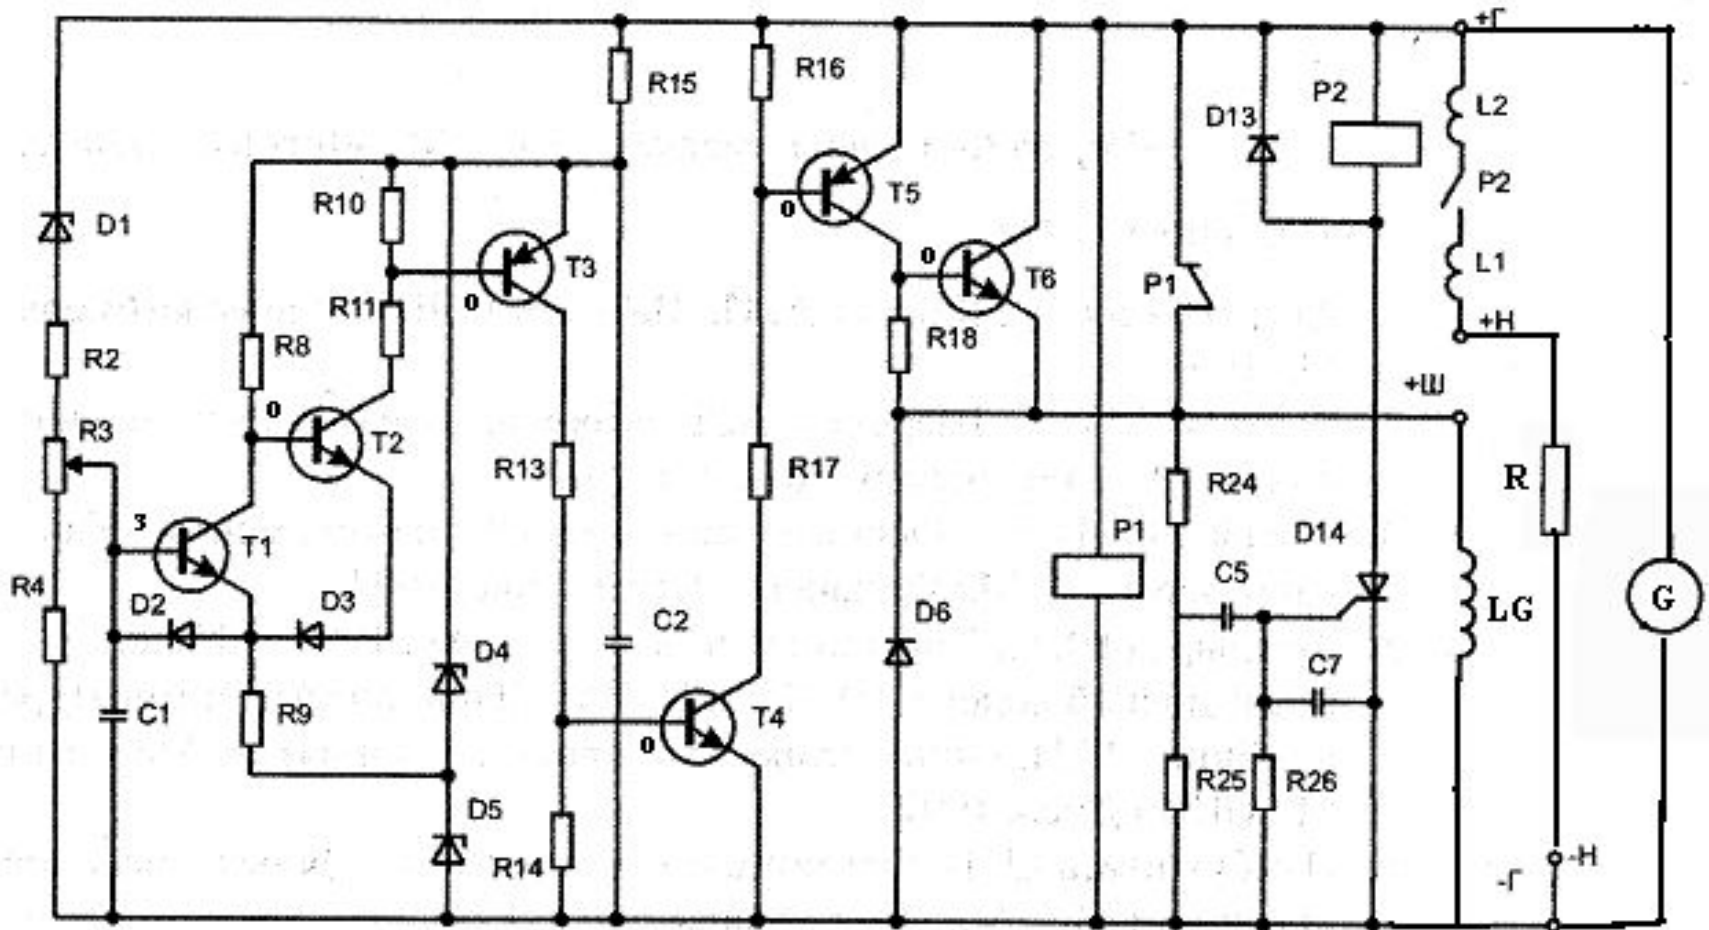 +Г
R15
R16
L2
P2
D13
P2
R10
T5
L1
D1
0
0
T3
T6
P1
R11
0
+Н
R2
R8
R18
+Ш
R3
0
T2
R13
R17
R24
R
3
T1
P1
D14
R4
C5
D2
D3
C2
D6
LG
G
D4
C7
C1
R9
T4
0
R25
R26
D5
R14
-Н
-Г